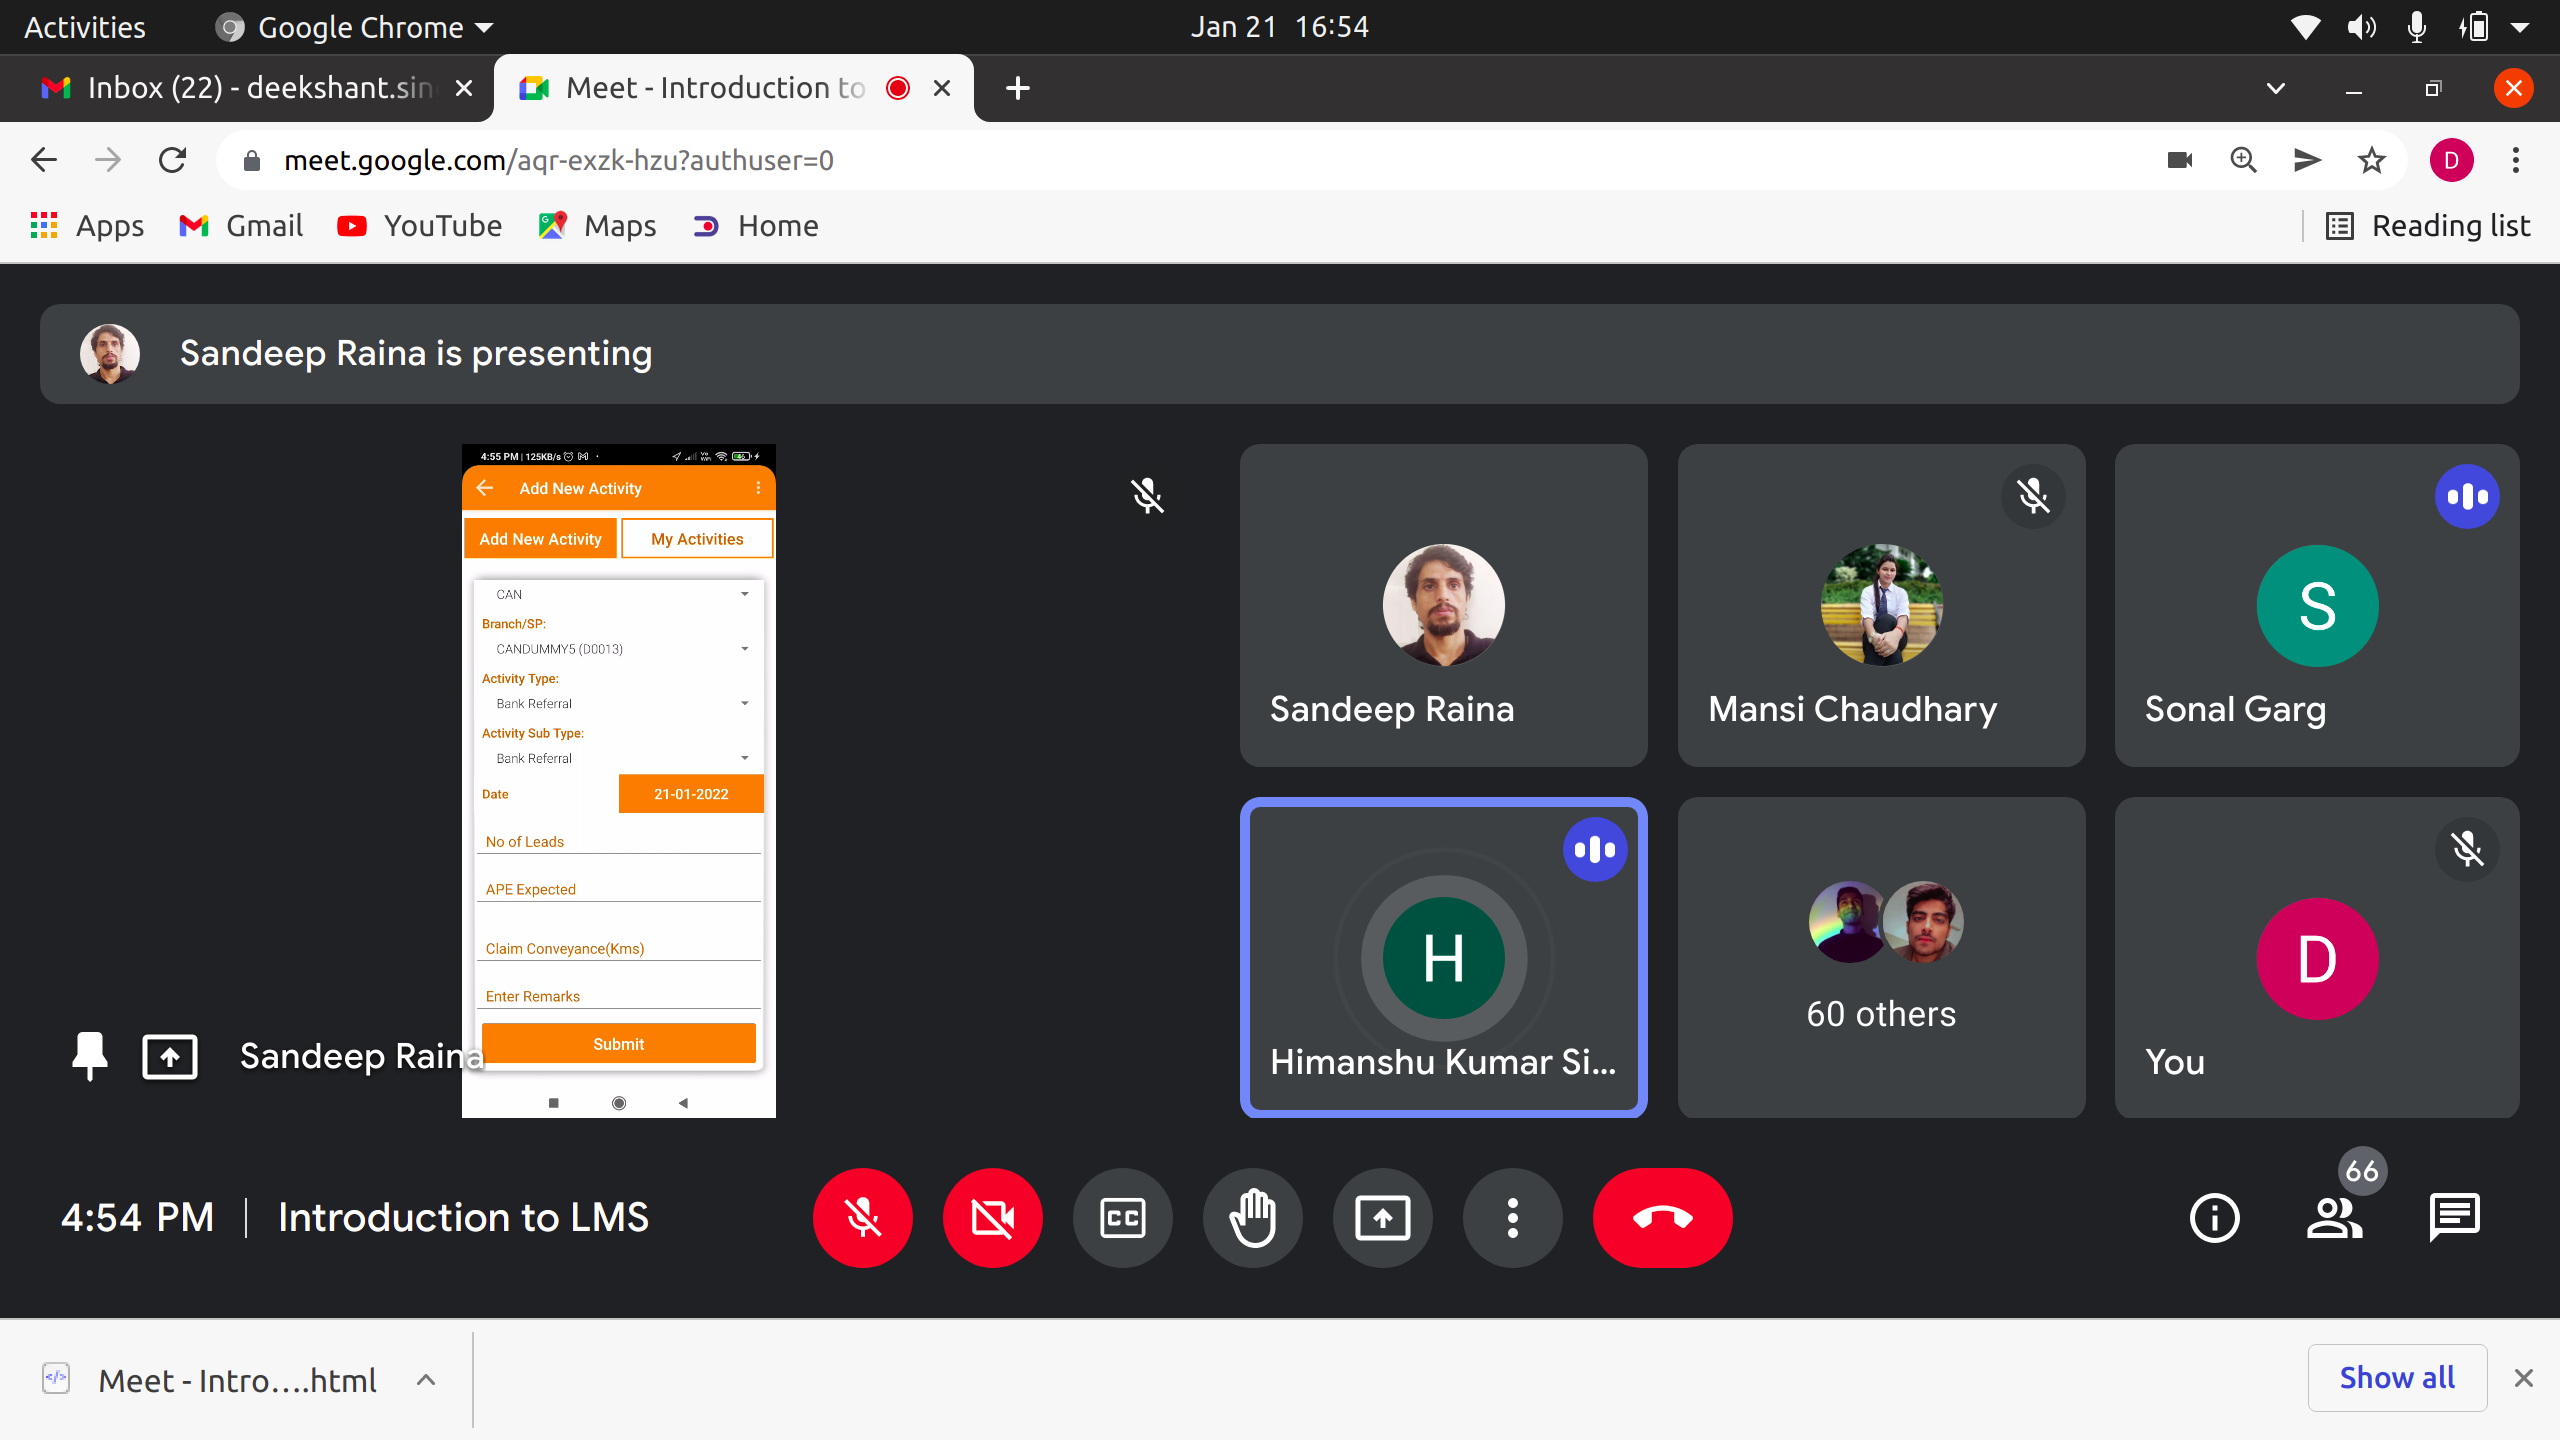 Activities
Google Chrome
Jan 21 16:54
Inbox (22) - deekshant.sin
Meet - Introduction to
meet.google.com/aqr-exzk-hzu?authuser=0
D
Apps
Gmail
YouTube
Maps
Home
Reading list
Sandeep Raina is presenting
4:55 PM | 125KB/s
Add New Activity
Add New Activity
My Activities
CAN
Branch/SP:
CANDUMMY5 (D0013)
Activity Type:
Bank Referral
Activity Sub Type:
Bank Referral
Date
21-01-2022
No of Leads
APE Expected
Claim Conveyance(Kms)
Enter Remarks
Submit
Sandeep Raina
Sandeep Raina
Mansi Chaudhary
S
Sonal Garg
H
Himanshu Kumar Si...
60 others
D
You
4:54 PM | Introduction to LMS
CC
66
Meet - Intro....html
Show all